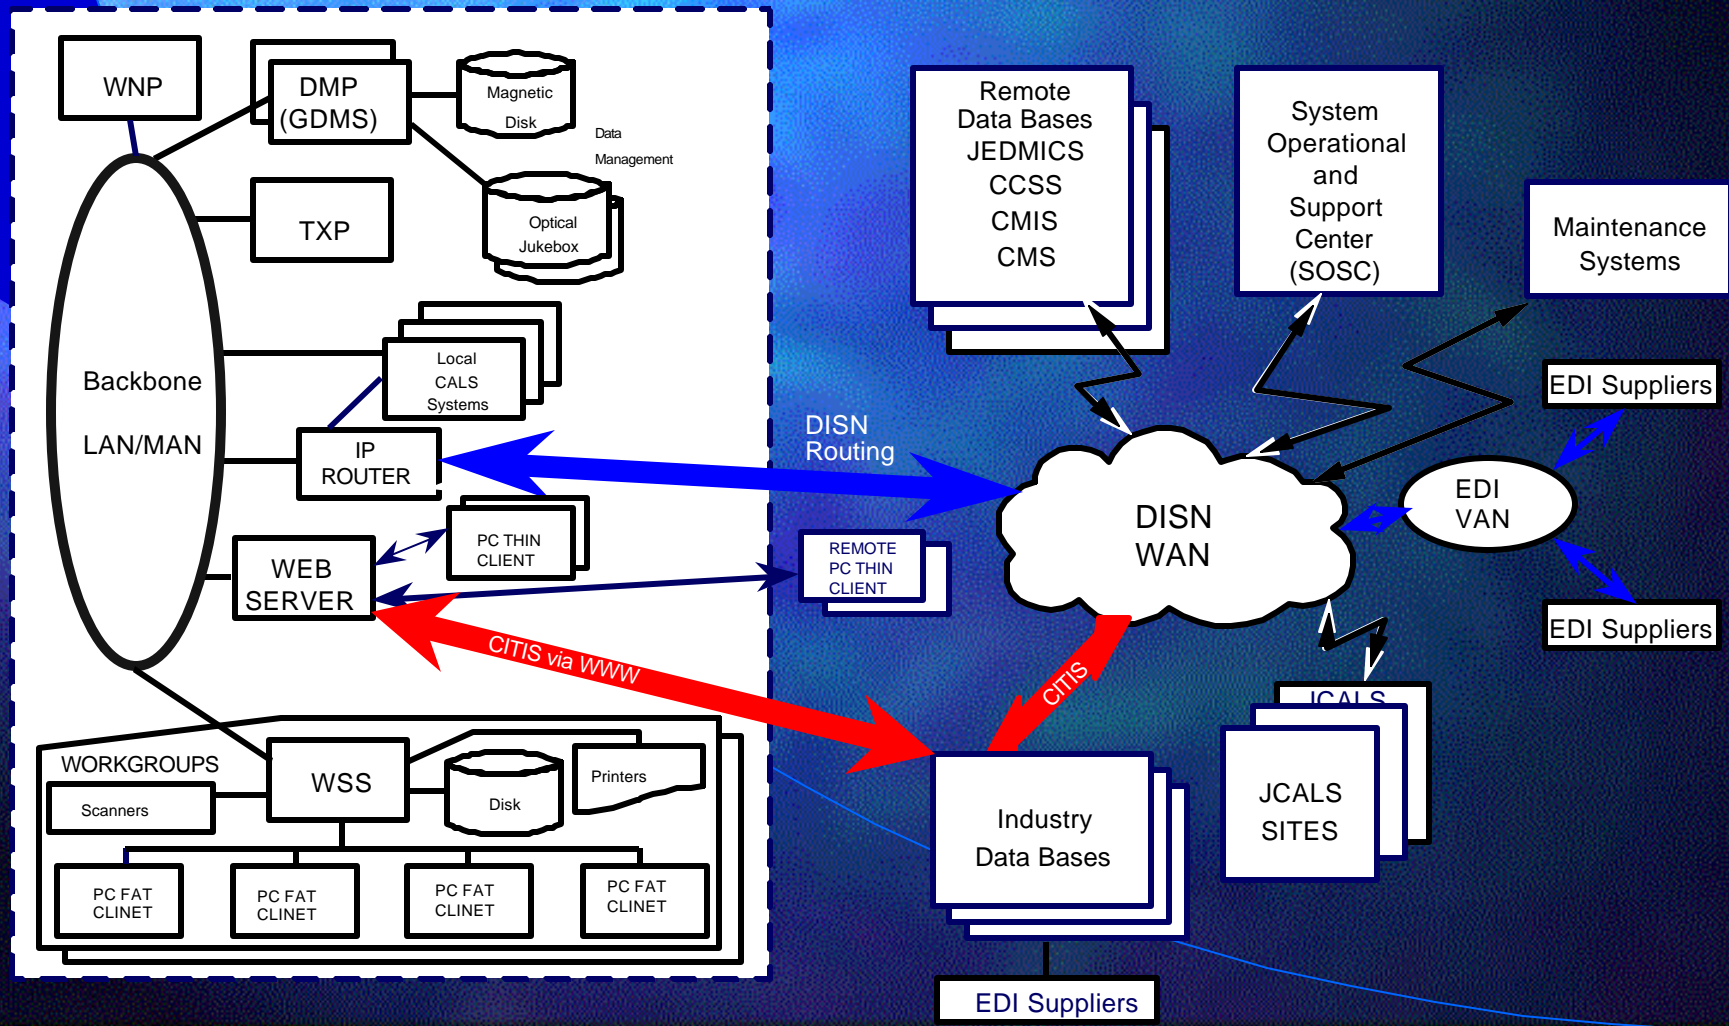 WNP
DMP
(GDMS)
Magnetic
Disk
Data
Management
TXP
Optical
Jukebox
Backbone
LAN/MAN
Local
CALS
Systems
IP
ROUTER
PC THIN
CLIENT
WEB
SERVER
CITIS via WWW
WORKGROUPS
Scanners
WSS
Disk
Printers
PC FAT
CLINET
PC FAT
CLINET
PC FAT
CLINET
PC FAT
CLINET
Remote
Data Bases
JEDMICS
CCSS
CMIS
CMS
System
Operational
and
Support
Center
(SOSC)
Maintenance
Systems
DISN
Routing
REMOTE
PC THIN
CLIENT
DISN
WAN
EDI Suppliers
EDI
VAN
EDI Suppliers
CITIS
JCALS
JCALS
SITES
Industry
Data Bases
EDI Suppliers